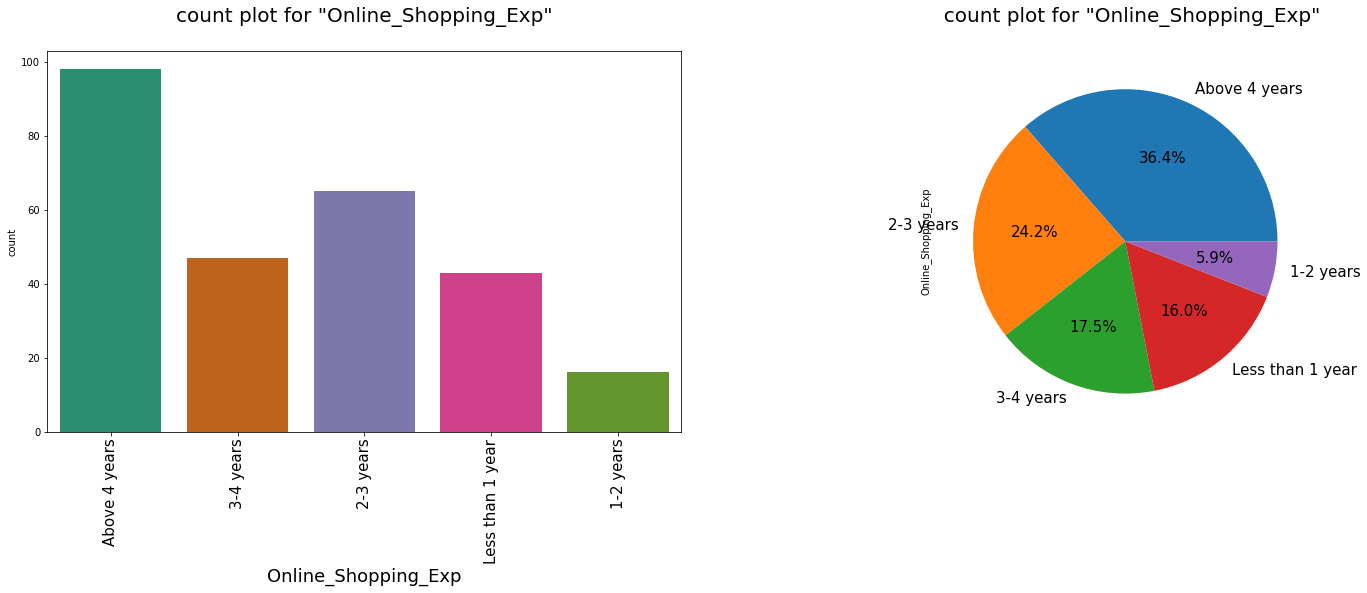 count plot for "Online_Shopping_Exp"
100
80
60
40
20
0
count
Above 4 years
3-4 years
2-3 years
Less than 1 year
1-2 years
Online_Shopping_Exp
count plot for "Online_Shopping_Exp"
Above 4 years
36.4%
2-3 years
24.2%
Online_Shopping_Exp
3-4 years
17.5%
Less than 1 year
16.0%
1-2 years
5.9%